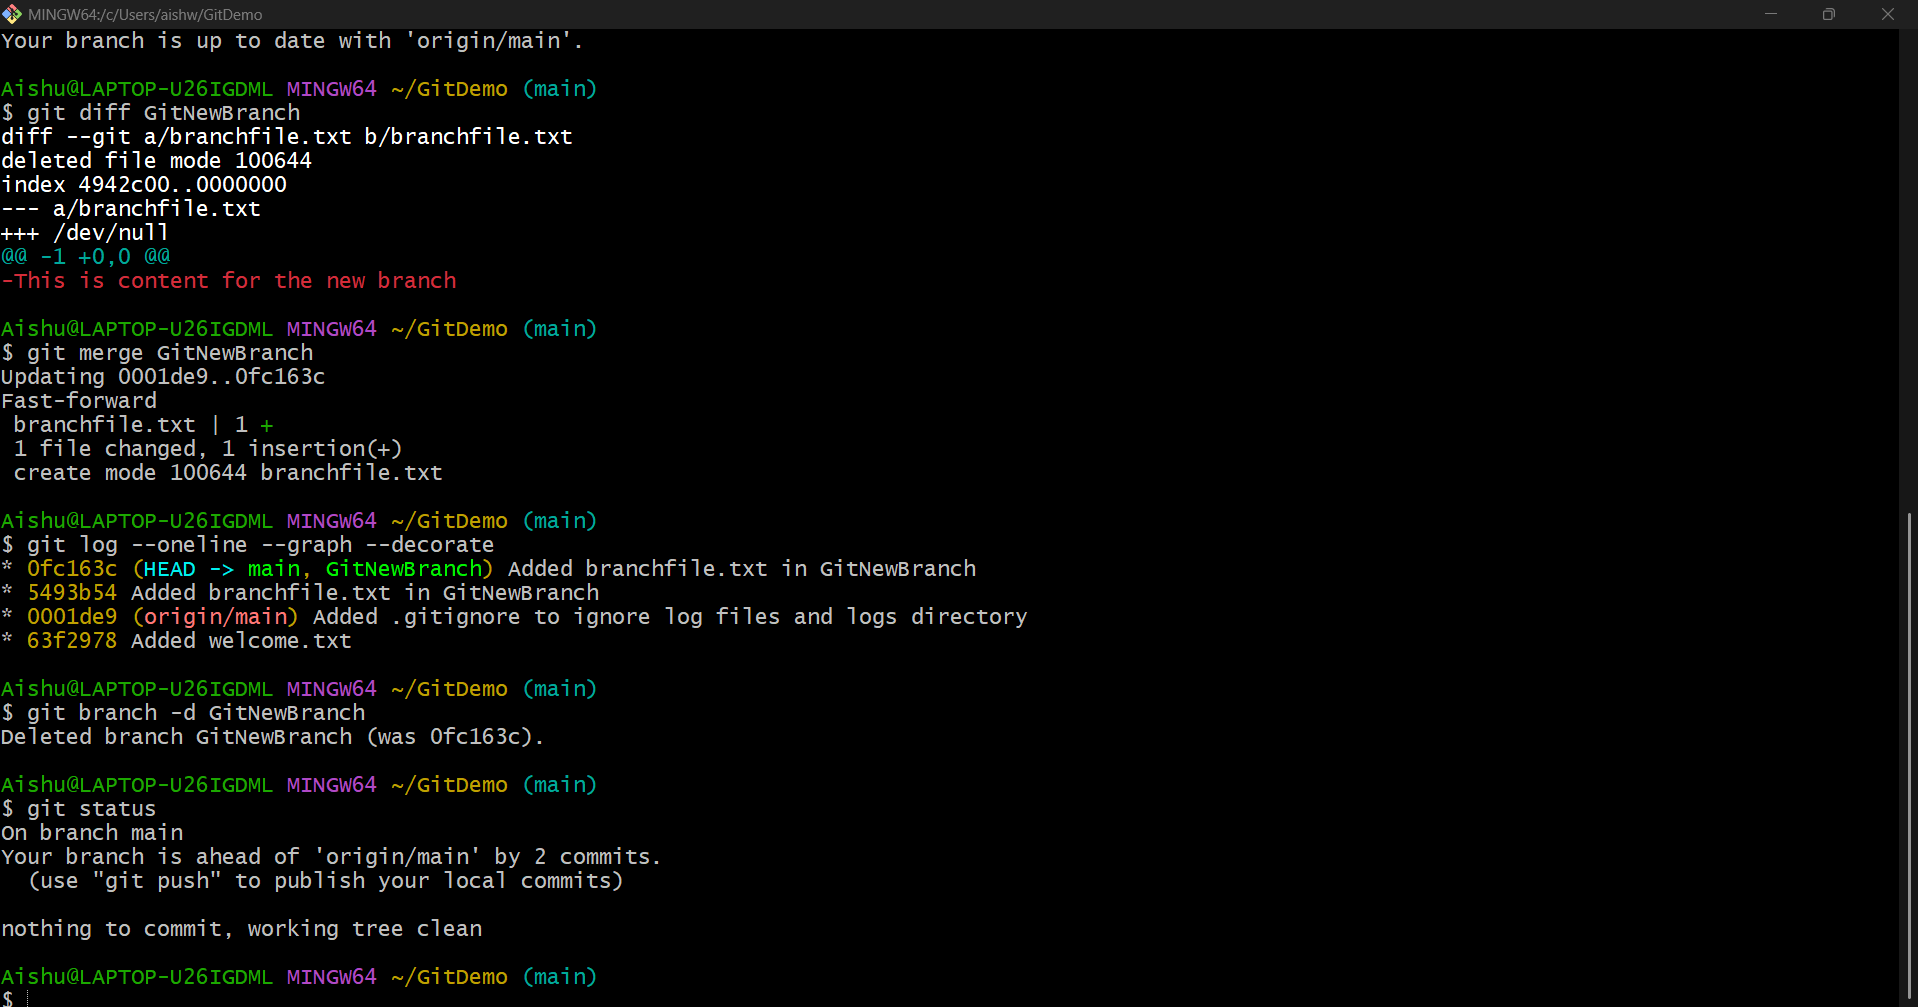 MINGW64:/c/Users/aishw/GitDemo
Your branch is up to date with 'origin/main'.
Aishu@LAPTOP-U26IGDML MINGW64 ~/GitDemo (main)
$ git diff GitNewBranch
diff --git a/branchfile.txt b/branchfile.txt
deleted file mode 100644
index 4942c00..0000000
--- a/branchfile.txt
+++ /dev/null
@@ -1 +0,0 @@
-This is content for the new branch
Aishu@LAPTOP-U26IGDML MINGW64 ~/GitDemo (main)
$ git merge GitNewBranch
Updating 0001de9..0fc163c
Fast-forward
 branchfile.txt | 1 +
 1 file changed, 1 insertion(+)
 create mode 100644 branchfile.txt
Aishu@LAPTOP-U26IGDML MINGW64 ~/GitDemo (main)
$ git log --oneline --graph --decorate
* 0fc163c (HEAD -> main, GitNewBranch) Added branchfile.txt in GitNewBranch
* 5493b54 Added branchfile.txt in GitNewBranch
* 0001de9 (origin/main) Added .gitignore to ignore log files and logs directory
* 63f2978 Added welcome.txt
Aishu@LAPTOP-U26IGDML MINGW64 ~/GitDemo (main)
$ git branch -d GitNewBranch
Deleted branch GitNewBranch (was 0fc163c).
Aishu@LAPTOP-U26IGDML MINGW64 ~/GitDemo (main)
$ git status
On branch main
Your branch is ahead of 'origin/main' by 2 commits.
  (use "git push" to publish your local commits)
nothing to commit, working tree clean
Aishu@LAPTOP-U26IGDML MINGW64 ~/GitDemo (main)
$